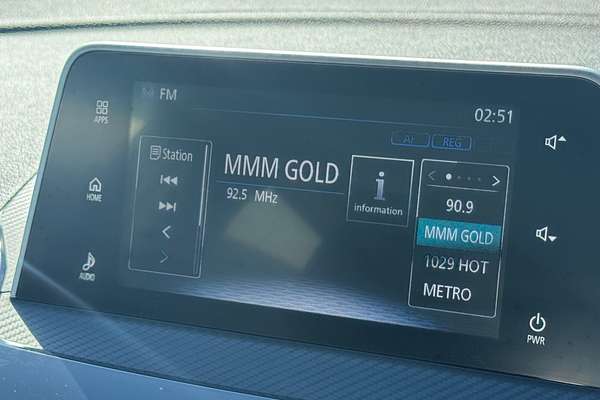 FM
02:51
APPS
AF
REG
Station
MMM GOLD
92.5 MHz
i
information
90.9
MMM GOLD
1029 HOT
METRO
HOME
AUDIO
PWR